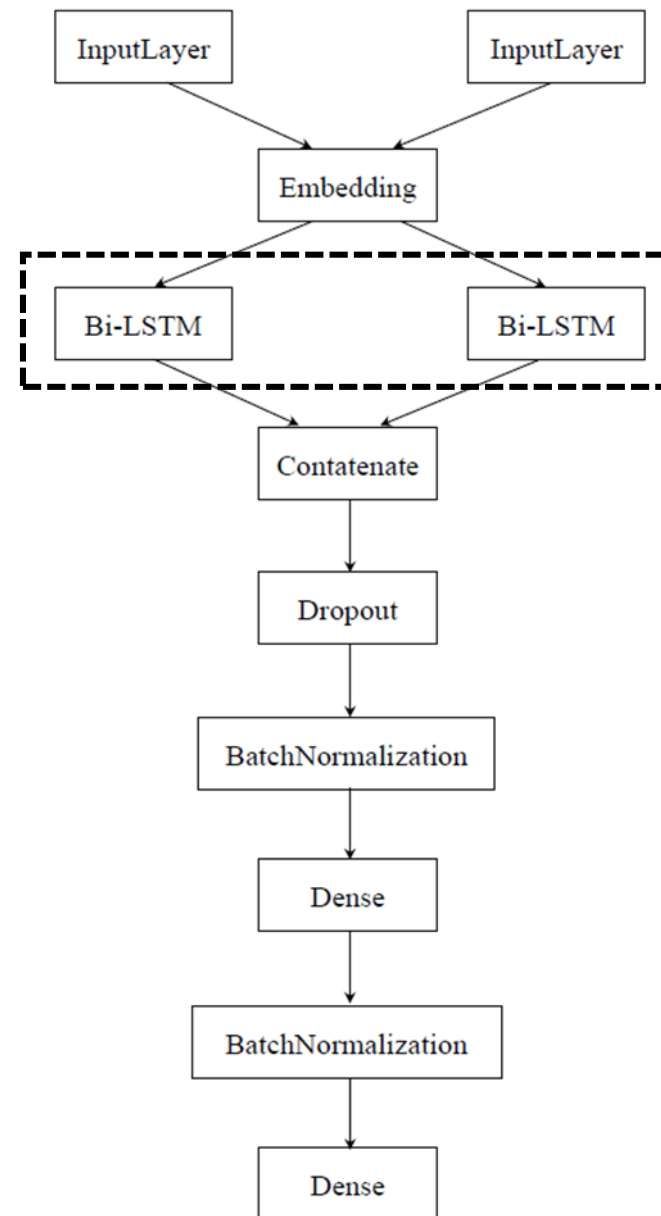 InputLayer
InputLayer
Embedding
Bi-LSTM
Bi-LSTM
Contatenate
Dropout
BatchNormalization
Dense
BatchNormalization
Dense